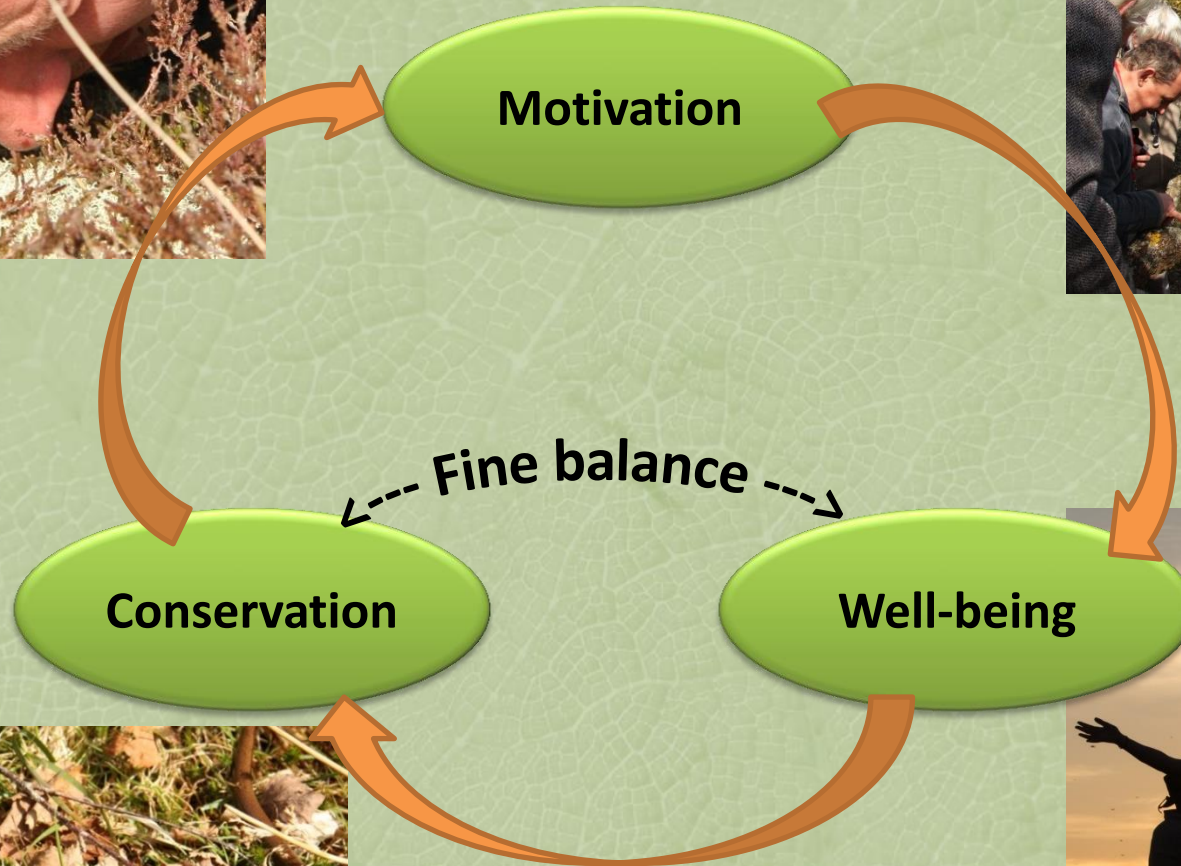 Motivation
<--- Fine balance --->
Conservation
Well-being